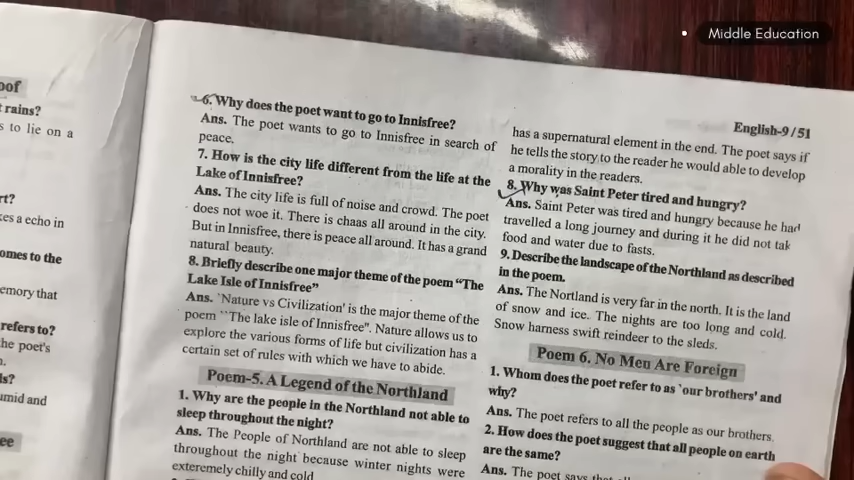 Middle Education
oof
rains?
s to lie on a
rt?
kes a echo in
omes to the
emory that
refers to?
he poet's
ls?
umid and
ee
6. Why does the poet want to go to Innisfree?
Ans. The poet wants to go to Innisfree in search of
peace.
7. How is the city life different from the life at the
Lake of Innisfree?
Ans. The city life is full of noise and crowd. The poet
does not woe it. There is chaas all around in the city.
But in Innisfree, there is peace all around. It has a grand
natural beauty.
8. Briefly describe one major theme of the poem "The
Lake Isle of Innisfree"
Ans. `Nature vs Civilization' is the major theme of the
poem ``The lake isle of Innisfree". Nature allows us to
explore the various forms of life but civilization has a
certain set of rules with which we have to abide.
Poem-5. A Legend of the Northland
1. Why are the people in the Northland not able to
sleep throughout the night?
Ans. The People of Northland are not able to sleep
throughout the night because winter nights were
exteremely chilly and cold
English-9/51
has a supernatural element in the end. The poet says if
he tells the story to the reader he would able to develop
a morality in the readers.
8. Why was Saint Peter tired and hungry?
Ans. Saint Peter was tired and hungry because he had
travelled a long journey and during it he did not tak
food and water due to fasts.
9. Describe the landscape of the Northland as described
in the poem.
Ans. The Nortland is very far in the north. It is the land
of snow and ice. The nights are too long and cold.
Snow harness swift reindeer to the sleds.
Poem 6. No Men Are Foreign
1. Whom does the poet refer to as `our brothers' and
why?
Ans. The poet refers to all the people as our brothers.
2. How does the poet suggest that all people on earth
are the same?
Ans. The poet says that all